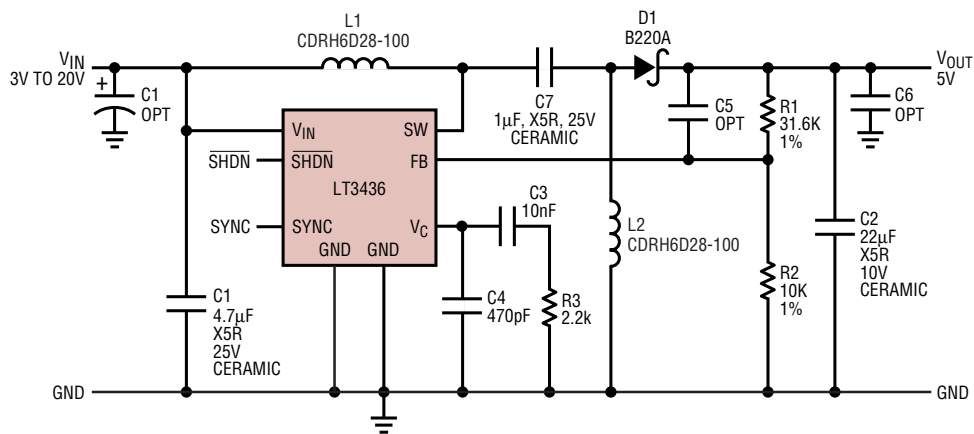 L1
CDRH6D28-100
D1
B220A
VIN
3V TO 20V
+
C1
OPT
C7
1µF, X5R, 25V
CERAMIC
C5
OPT
R1
31.6K
1%
C6
OPT
VOUT
5V
VIN
SW
SHDN
SHDN
FB
LT3436
SYNC
SYNC
VC
GND
GND
C3
10nF
L2
CDRH6D28-100
C1
4.7µF
X5R
25V
CERAMIC
C4
470pF
R3
2.2k
R2
10K
1%
C2
22µF
X5R
10V
CERAMIC
GND
GND